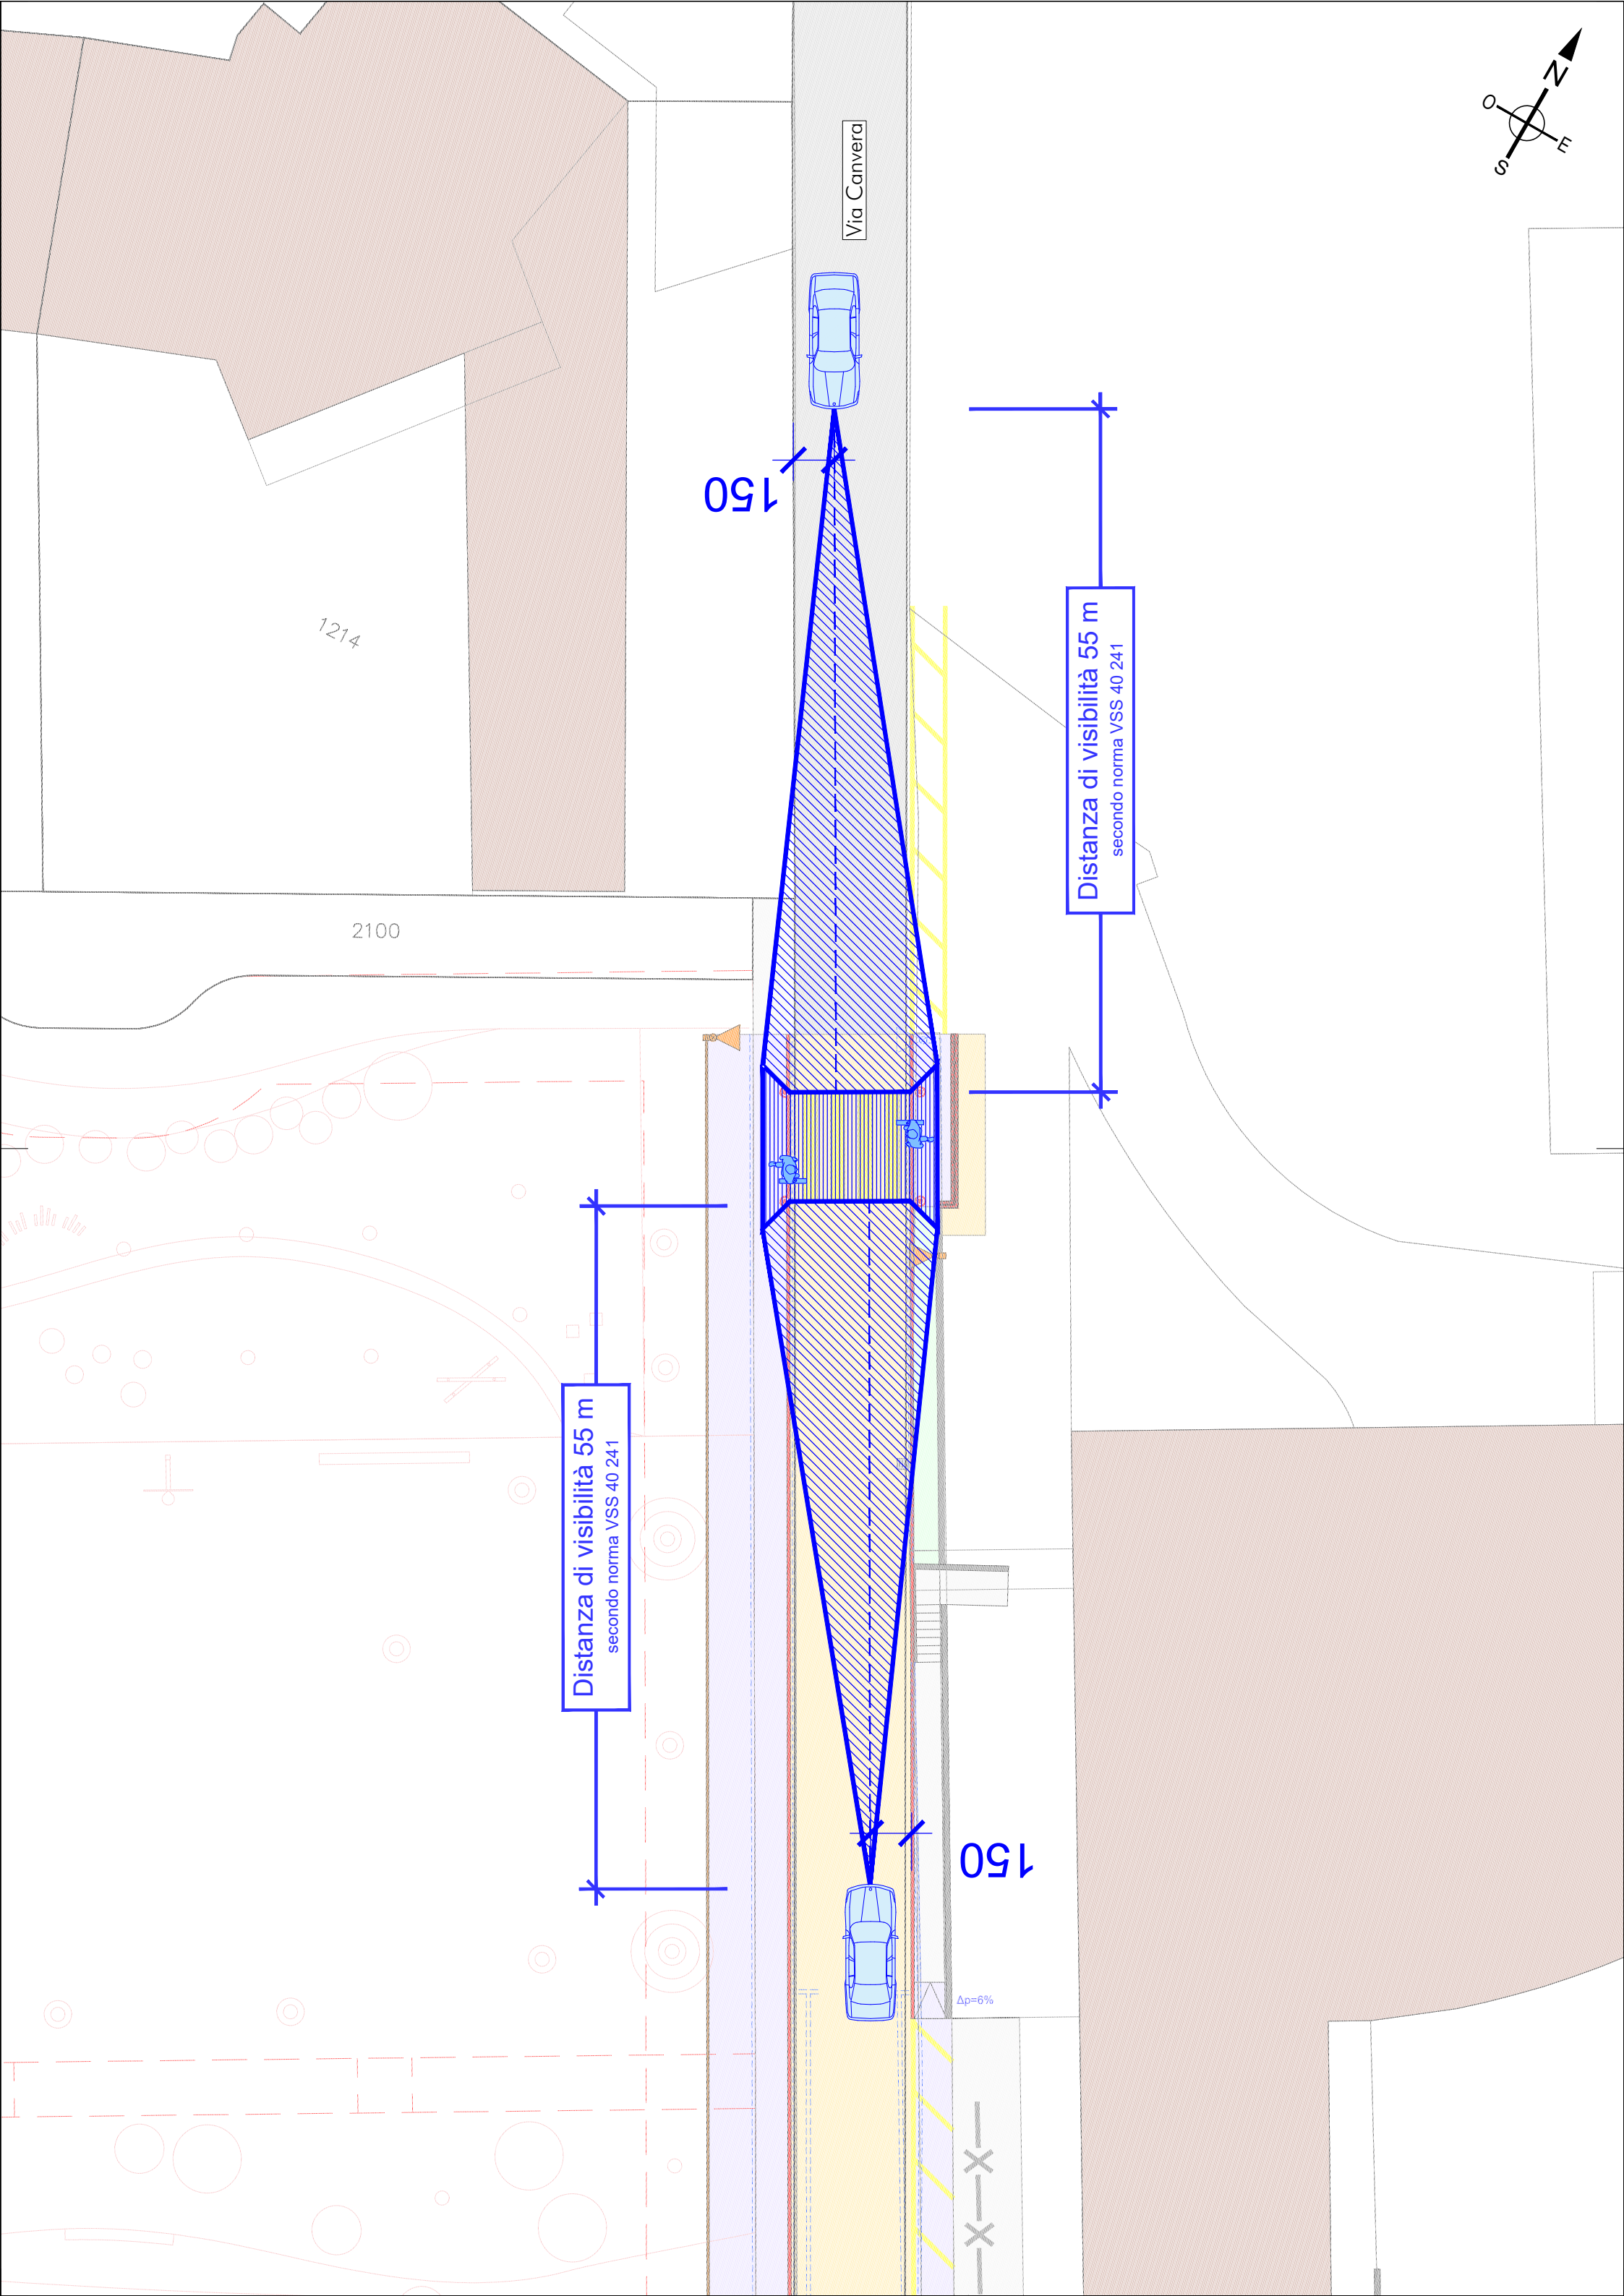 N
O
E
S
Via Canvera
150
1214
Distanza di visibilità 55 m
secondo norma VSS 40 241
2100
Distanza di visibilità 55 m
secondo norma VSS 40 241
150
Δp=6%